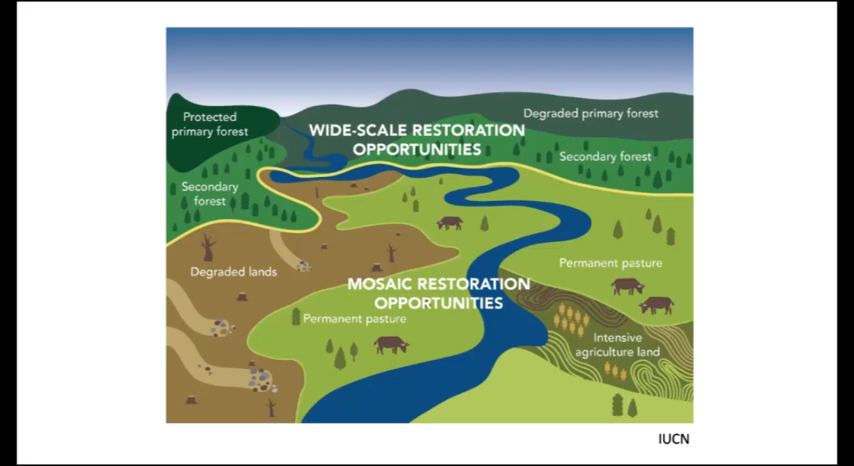 Protected
primary forest
Degraded primary forest
WIDE-SCALE RESTORATION
OPPORTUNITIES
Secondary forest
Secondary
forest
Degraded lands
Permanent pasture
MOSAIC RESTORATION
OPPORTUNITIES
Permanent pasture
Intensive
agriculture land
IUCN